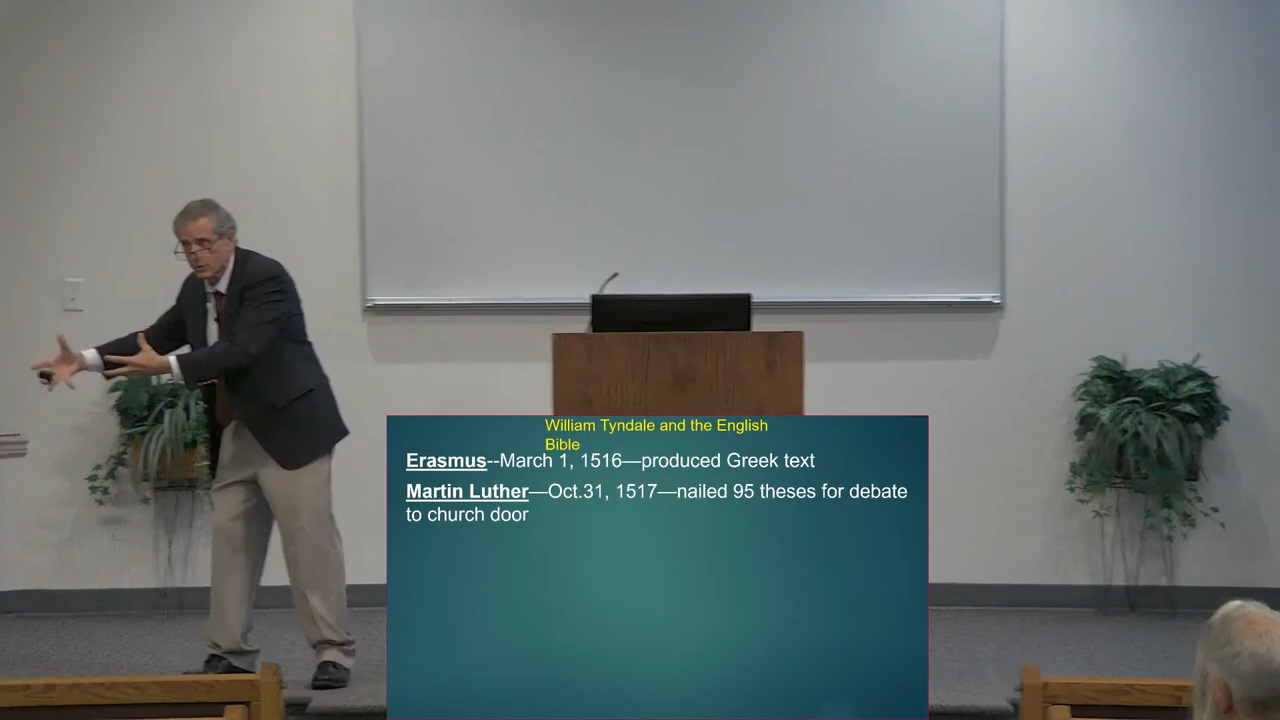 William Tyndale and the English
Bible
Erasmus--March 1, 1516—produced Greek text
Martin Luther—Oct.31, 1517—nailed 95 theses for debate
to church door